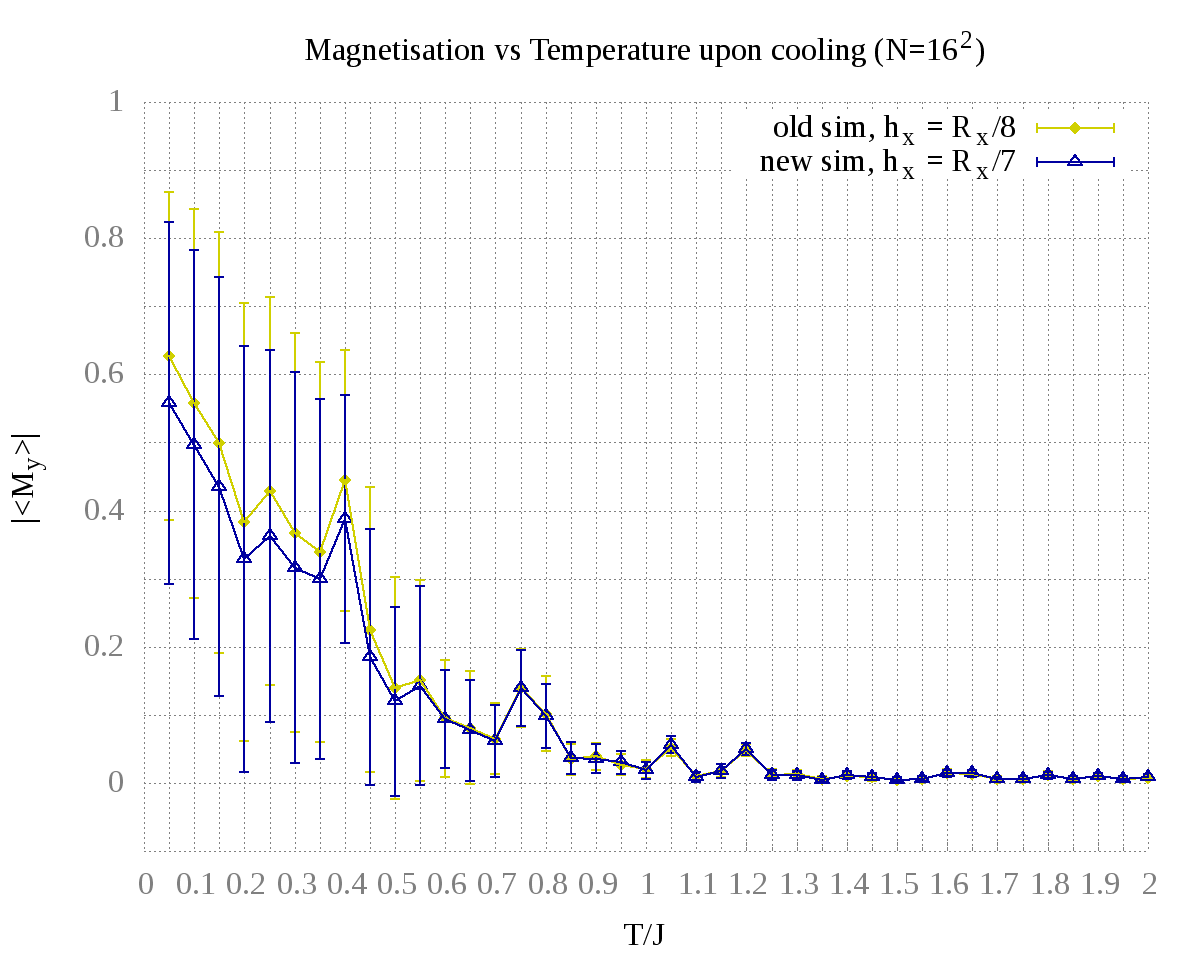 Magnetisation vs Temperature upon cooling (N=16²)
old sim, hₓ = Rₓ/8
new sim, hₓ = Rₓ/7
1
0.8
0.6
0.4
0.2
0
|<M_y>|
0 0.1 0.2 0.3 0.4 0.5 0.6 0.7 0.8 0.9 1 1.1 1.2 1.3 1.4 1.5 1.6 1.7 1.8 1.9 2
T/J